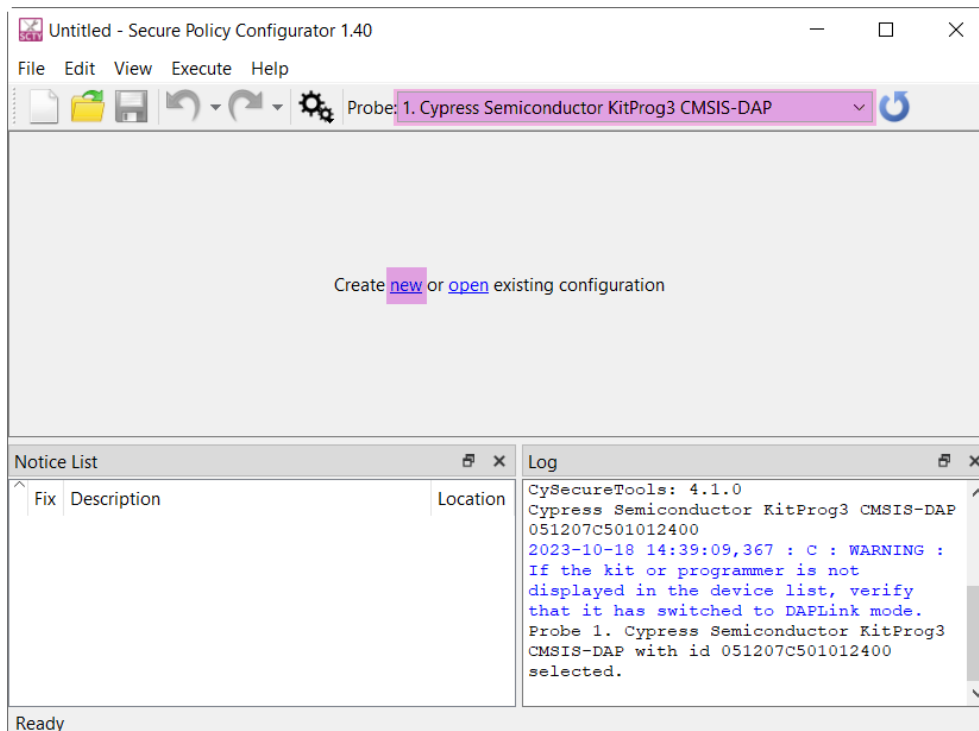 SCTY
Untitled - Secure Policy Configurator 1.40
File Edit View Execute Help
Probe: 1. Cypress Semiconductor KitProg3 CMSIS-DAP
Create new or open existing configuration
Notice List
Fix Description Location
Log
CySecureTools: 4.1.0
Cypress Semiconductor KitProg3 CMSIS-DAP
051207C501012400
2023-10-18 14:39:09,367 : C : WARNING :
If the kit or programmer is not
displayed in the device list, verify
that it has switched to DAPLink mode.
Probe 1. Cypress Semiconductor KitProg3
CMSIS-DAP with id 051207C501012400
selected.
Ready